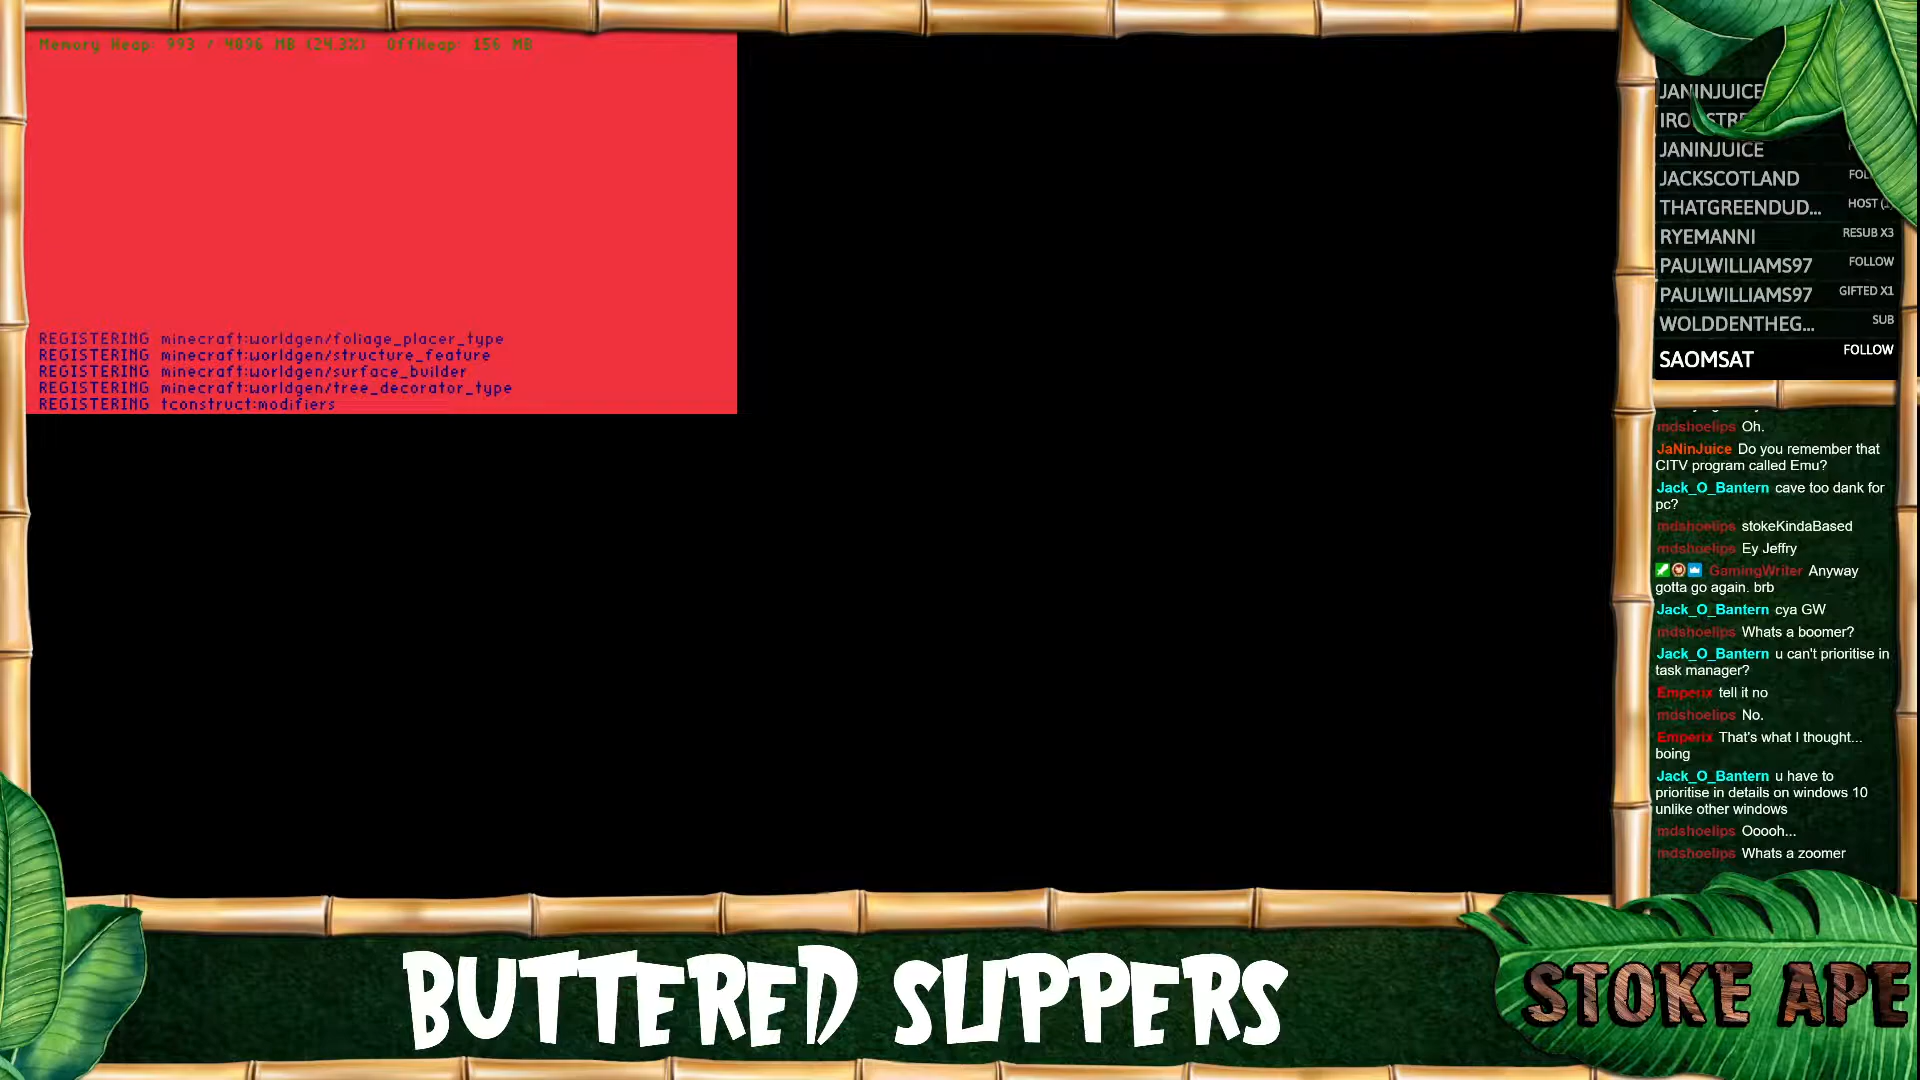 Memory Heap: 993 / 4096 MB (24.3%)  OffHeap: 156 MB
REGISTERING minecraft:worldgen/foliage_placer_type
REGISTERING minecraft:worldgen/structure_feature
REGISTERING minecraft:worldgen/surface_builder
REGISTERING minecraft:worldgen/tree_decorator_type
REGISTERING tconstruct:modifiers
JANINJUICE
JANINJUICE
JACKSCOTLAND
THATGREENDUD... HOST
RYEMANNI RESUB X3
PAULWILLIAMS97 FOLLOW
PAULWILLIAMS97 GIFTED X1
WOLDDENTHEG... SUB
SAOMSAT FOLLOW
mdshoelips Oh.
JaNinJuice Do you remember that
CITV program called Emu?
Jack_O_Bantern cave too dank for
pc?
mdshoelips stokeKindaBased
mdshoelips Ey Jeffry
GamingWriter Anyway
gotta go again. brb
Jack_O_Bantern cya GW
mdshoelips Whats a boomer?
Jack_O_Bantern u can't prioritise in
task manager?
Emperix tell it no
mdshoelips No.
Emperix That's what I thought...
boing
Jack_O_Bantern u have to
prioritise in details on windows 10
unlike other windows
mdshoelips Ooooh...
mdshoelips Whats a zoomer
BUTTERED SLIPPERS
STOKE APE